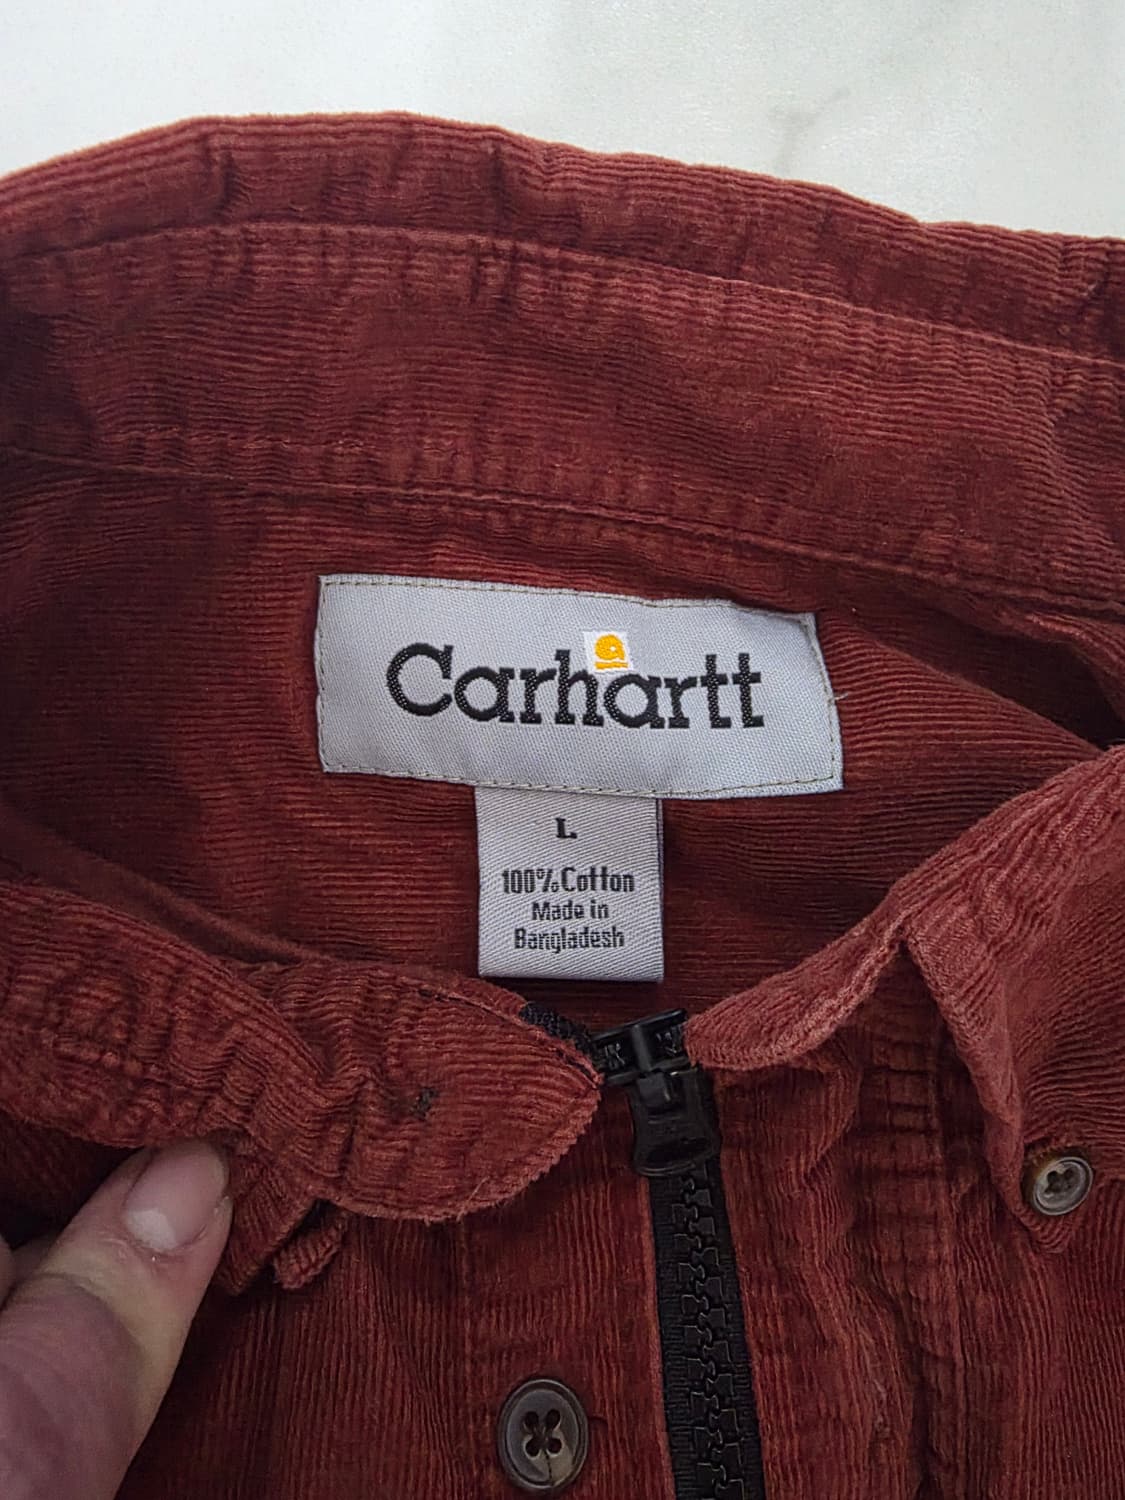 Carhartt
L
100% Cotton
Made in
Bangladesh